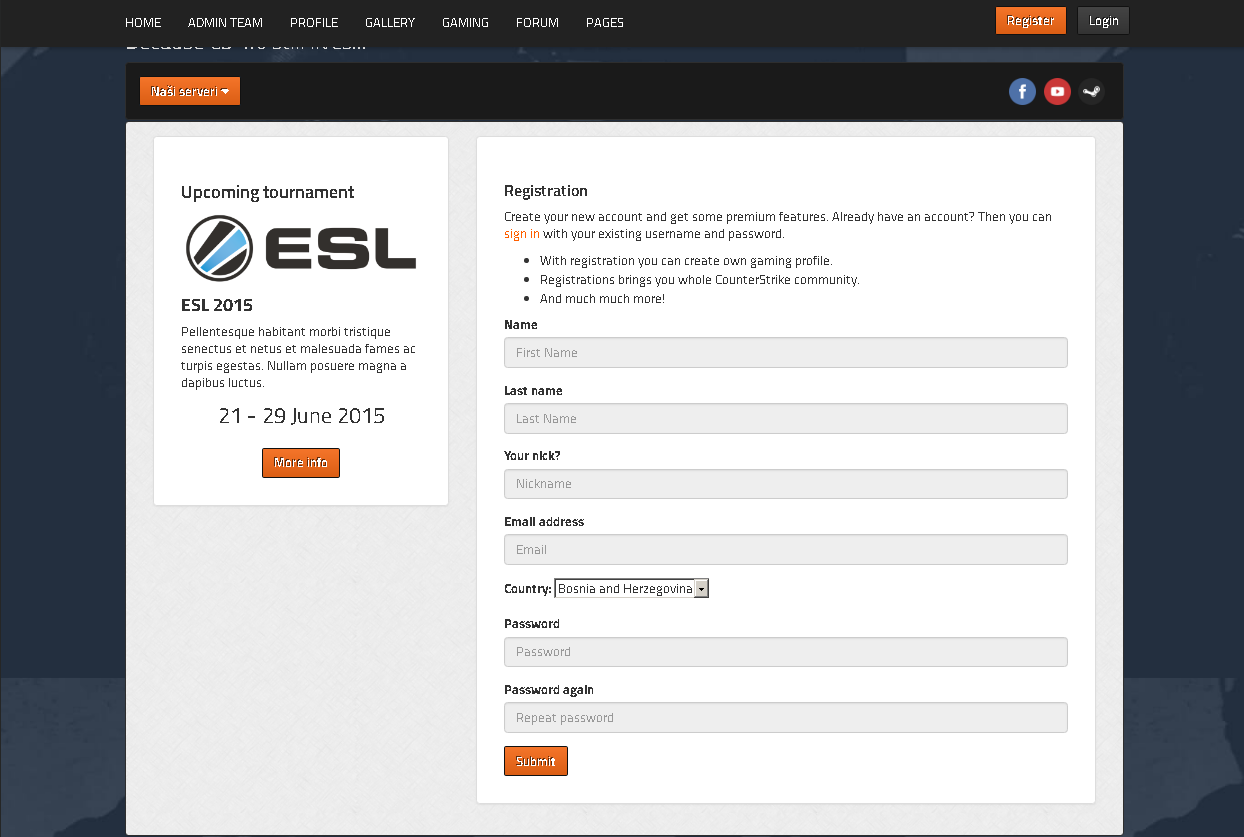 HOME ADMIN TEAM PROFILE GALLERY GAMING FORUM PAGES Register Login
Naši serveri
Upcoming tournament
ESL
ESL 2015
Pellentesque habitant morbi tristique
senectus et netus et malesuada fames ac
turpis egestas. Nullam posuere magna a
dapibus luctus.
21 - 29 June 2015
More info
Registration
Create your new account and get some premium features. Already have an account? Then you can
sign in with your existing username and password.
With registration you can create own gaming profile.
Registrations brings you whole CounterStrike community.
And much much more!
Name
First Name
Last name
Last Name
Your nick?
Nickname
Email address
Email
Country: Bosnia and Herzegovina
Password
Password
Password again
Repeat password
Submit